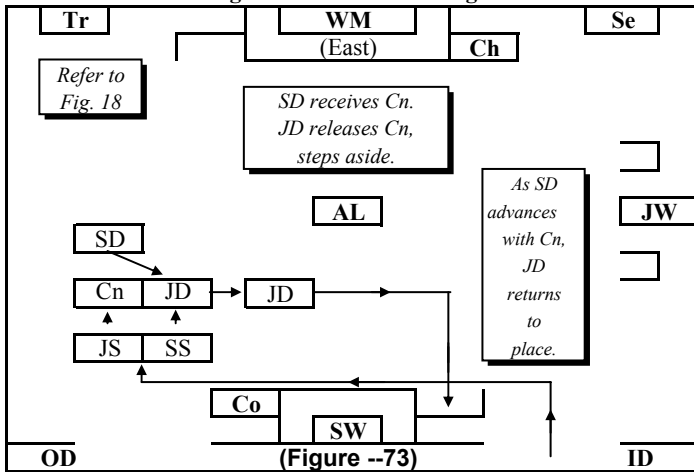 Tr WM Se
(East) Ch
Refer to
Fig. 18
SD receives Cn.
JD releases Cn,
steps aside.
As SD
advances
with Cn,
JD
returns
to
place.
AL JW
SD
Cn JD JD
JS SS
Co
SW
OD (Figure --73) ID